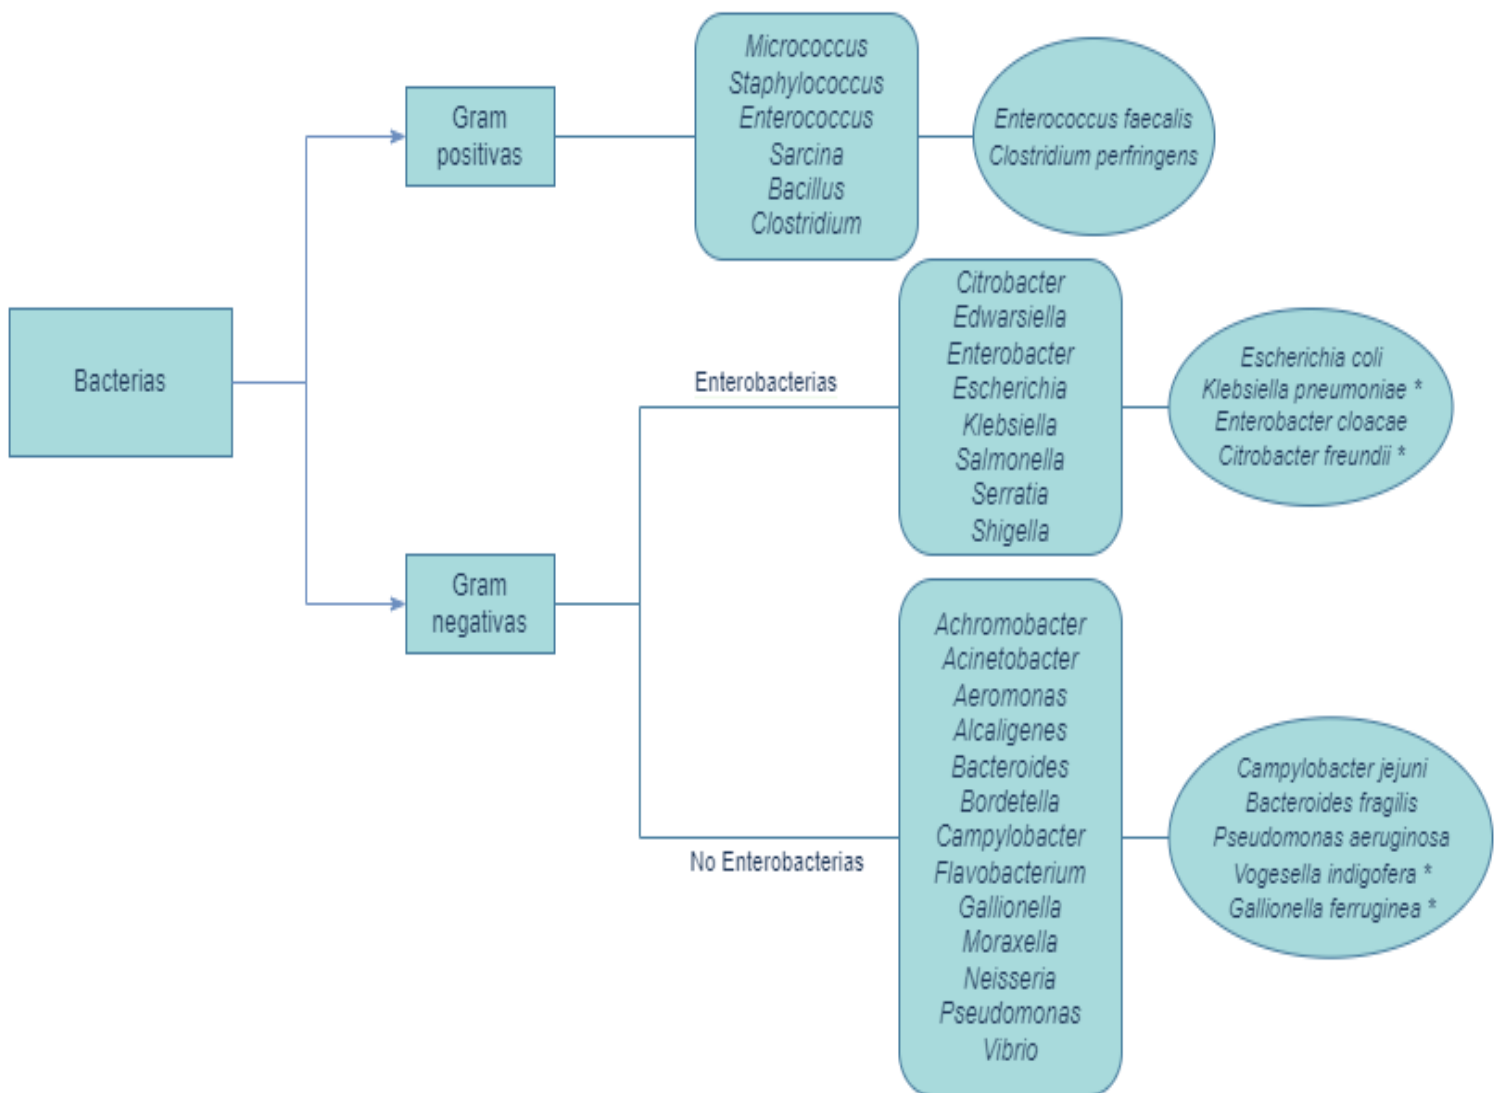 Bacterias
Gram
positivas
Micrococcus
Staphylococcus
Enterococcus
Sarcina
Bacillus
Clostridium
Enterococcus faecalis
Clostridium perfringens
Gram
negativas
Enterobacterias
Citrobacter
Edwarsiella
Enterobacter
Escherichia
Klebsiella
Salmonella
Serratia
Shigella
Escherichia coli
Klebsiella pneumoniae *
Enterobacter cloacae
Citrobacter freundii *
No Enterobacterias
Achromobacter
Acinetobacter
Aeromonas
Alcaligenes
Bacteroides
Bordetella
Campylobacter
Flavobacterium
Gallionella
Moraxella
Neisseria
Pseudomonas
Vibrio
Campylobacter jejuni
Bacteroides fragilis
Pseudomonas aeruginosa
Vogesella indigofera *
Gallionella ferruginea *